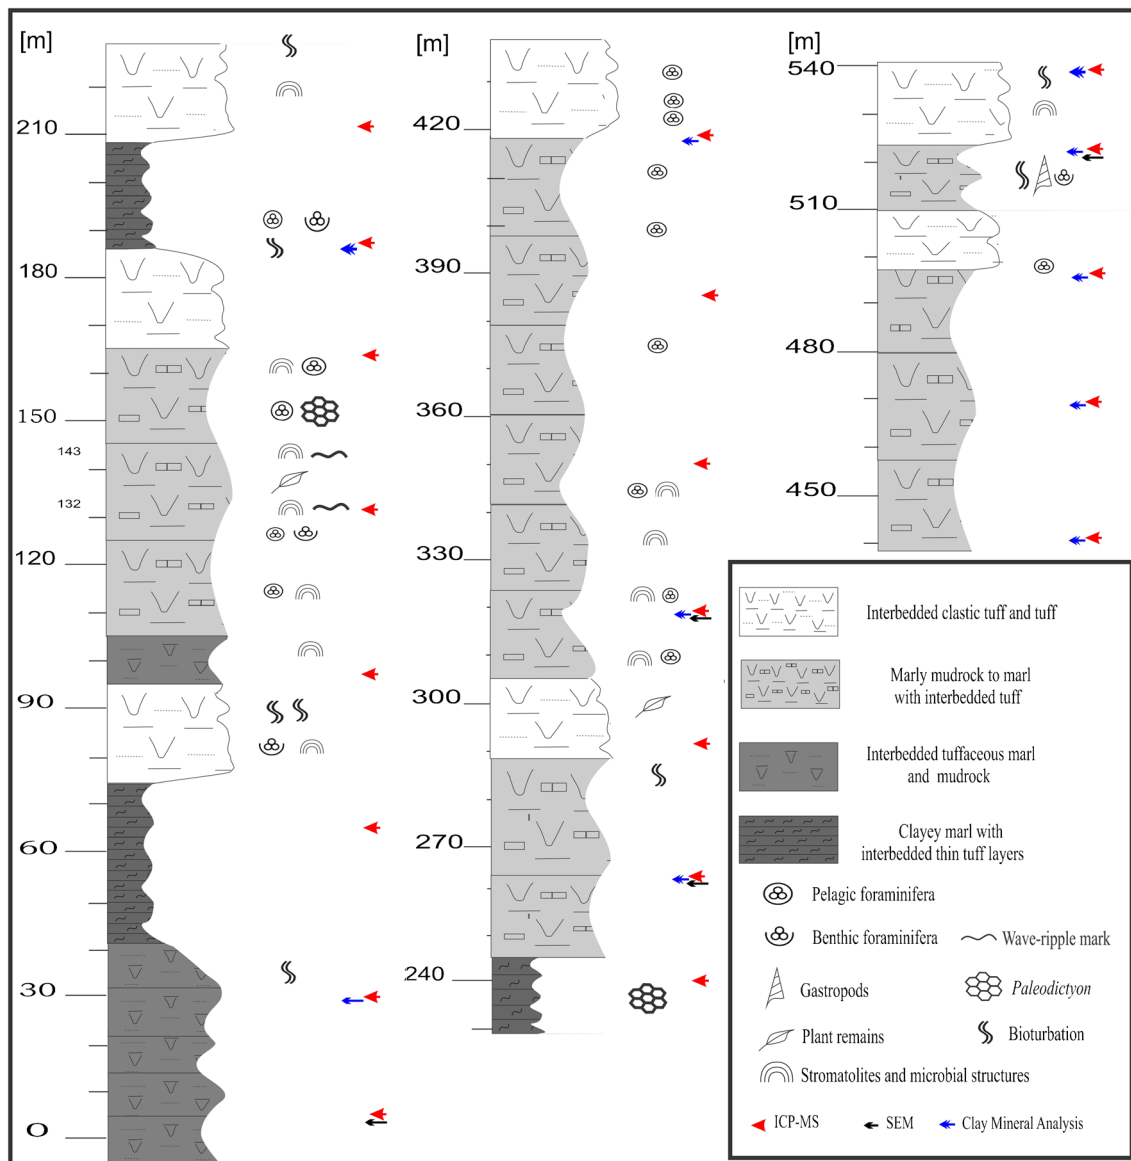 [m]
210
180
150
143
132
120
90
60
30
0
[m]
420
390
360
330
300
270
240
[m]
540
510
480
450
Interbedded clastic tuff and tuff
Marly mudrock to marl
with interbedded tuff
Interbedded tuffaceous marl
and mudrock
Clayey marl with
interbedded thin tuff layers
Pelagic foraminifera
Benthic foraminifera
Wave-ripple mark
Gastropods
Paleodictyon
Plant remains
Bioturbation
Stromatolites and microbial structures
ICP-MS
SEM
Clay Mineral Analysis